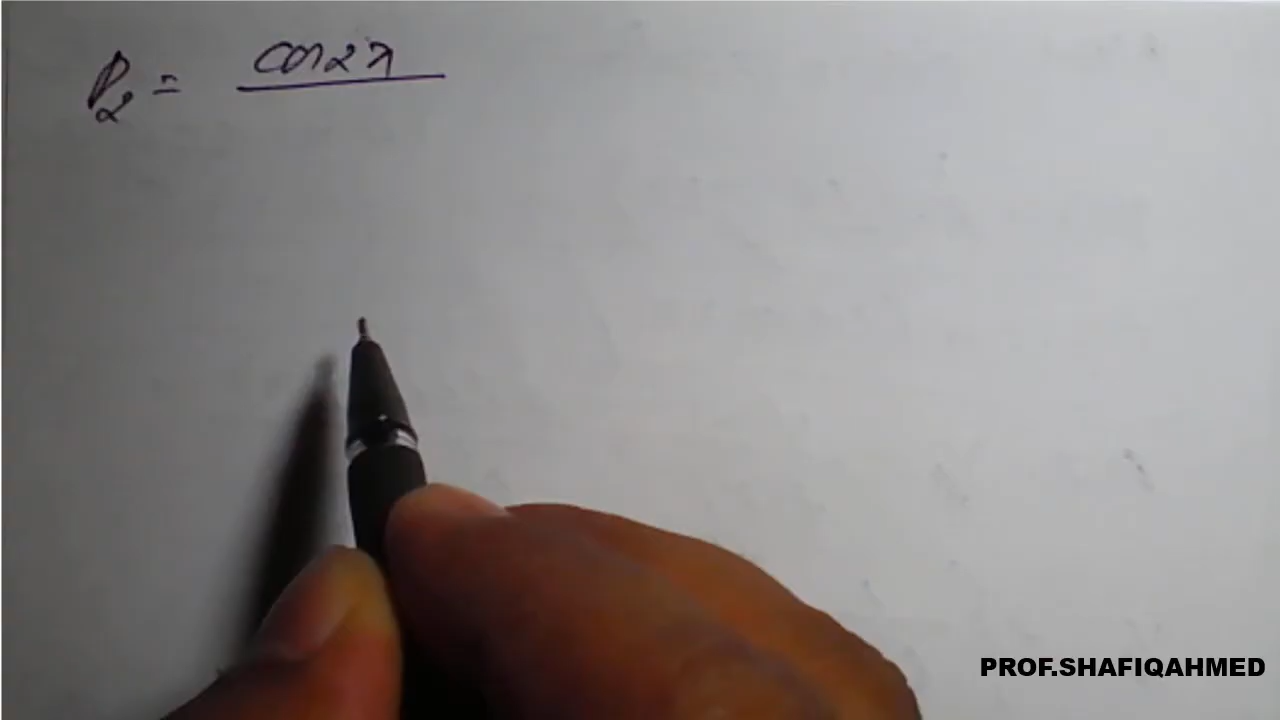 P₂ = cos2x
PROF.SHAFIQAHMED